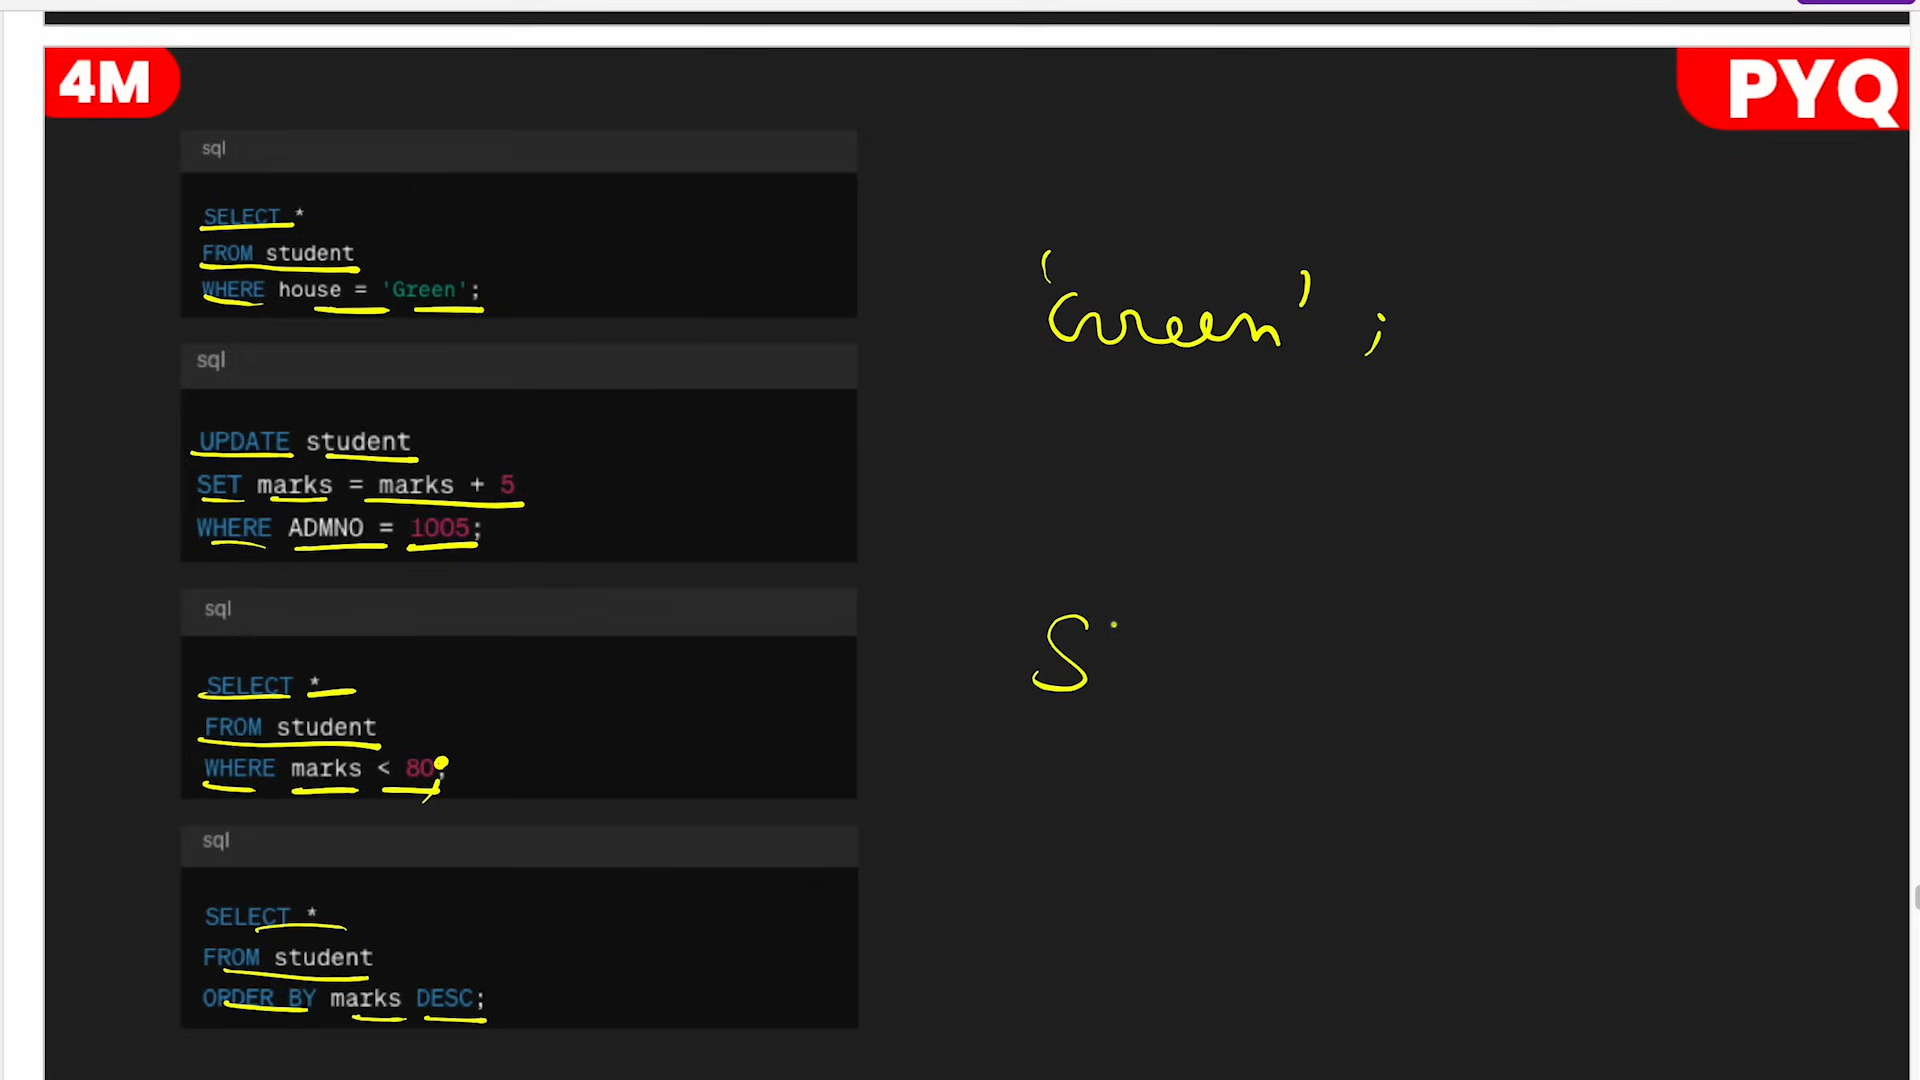 4M
PYQ
sql
SELECT *
FROM student
WHERE house = 'Green';
'Green' ;
sql
UPDATE student
SET marks = marks + 5
WHERE ADMNO = 1005;
sql
SELECT *
FROM student
WHERE marks < 80;
S
sql
SELECT *
FROM student
ORDER BY marks DESC;